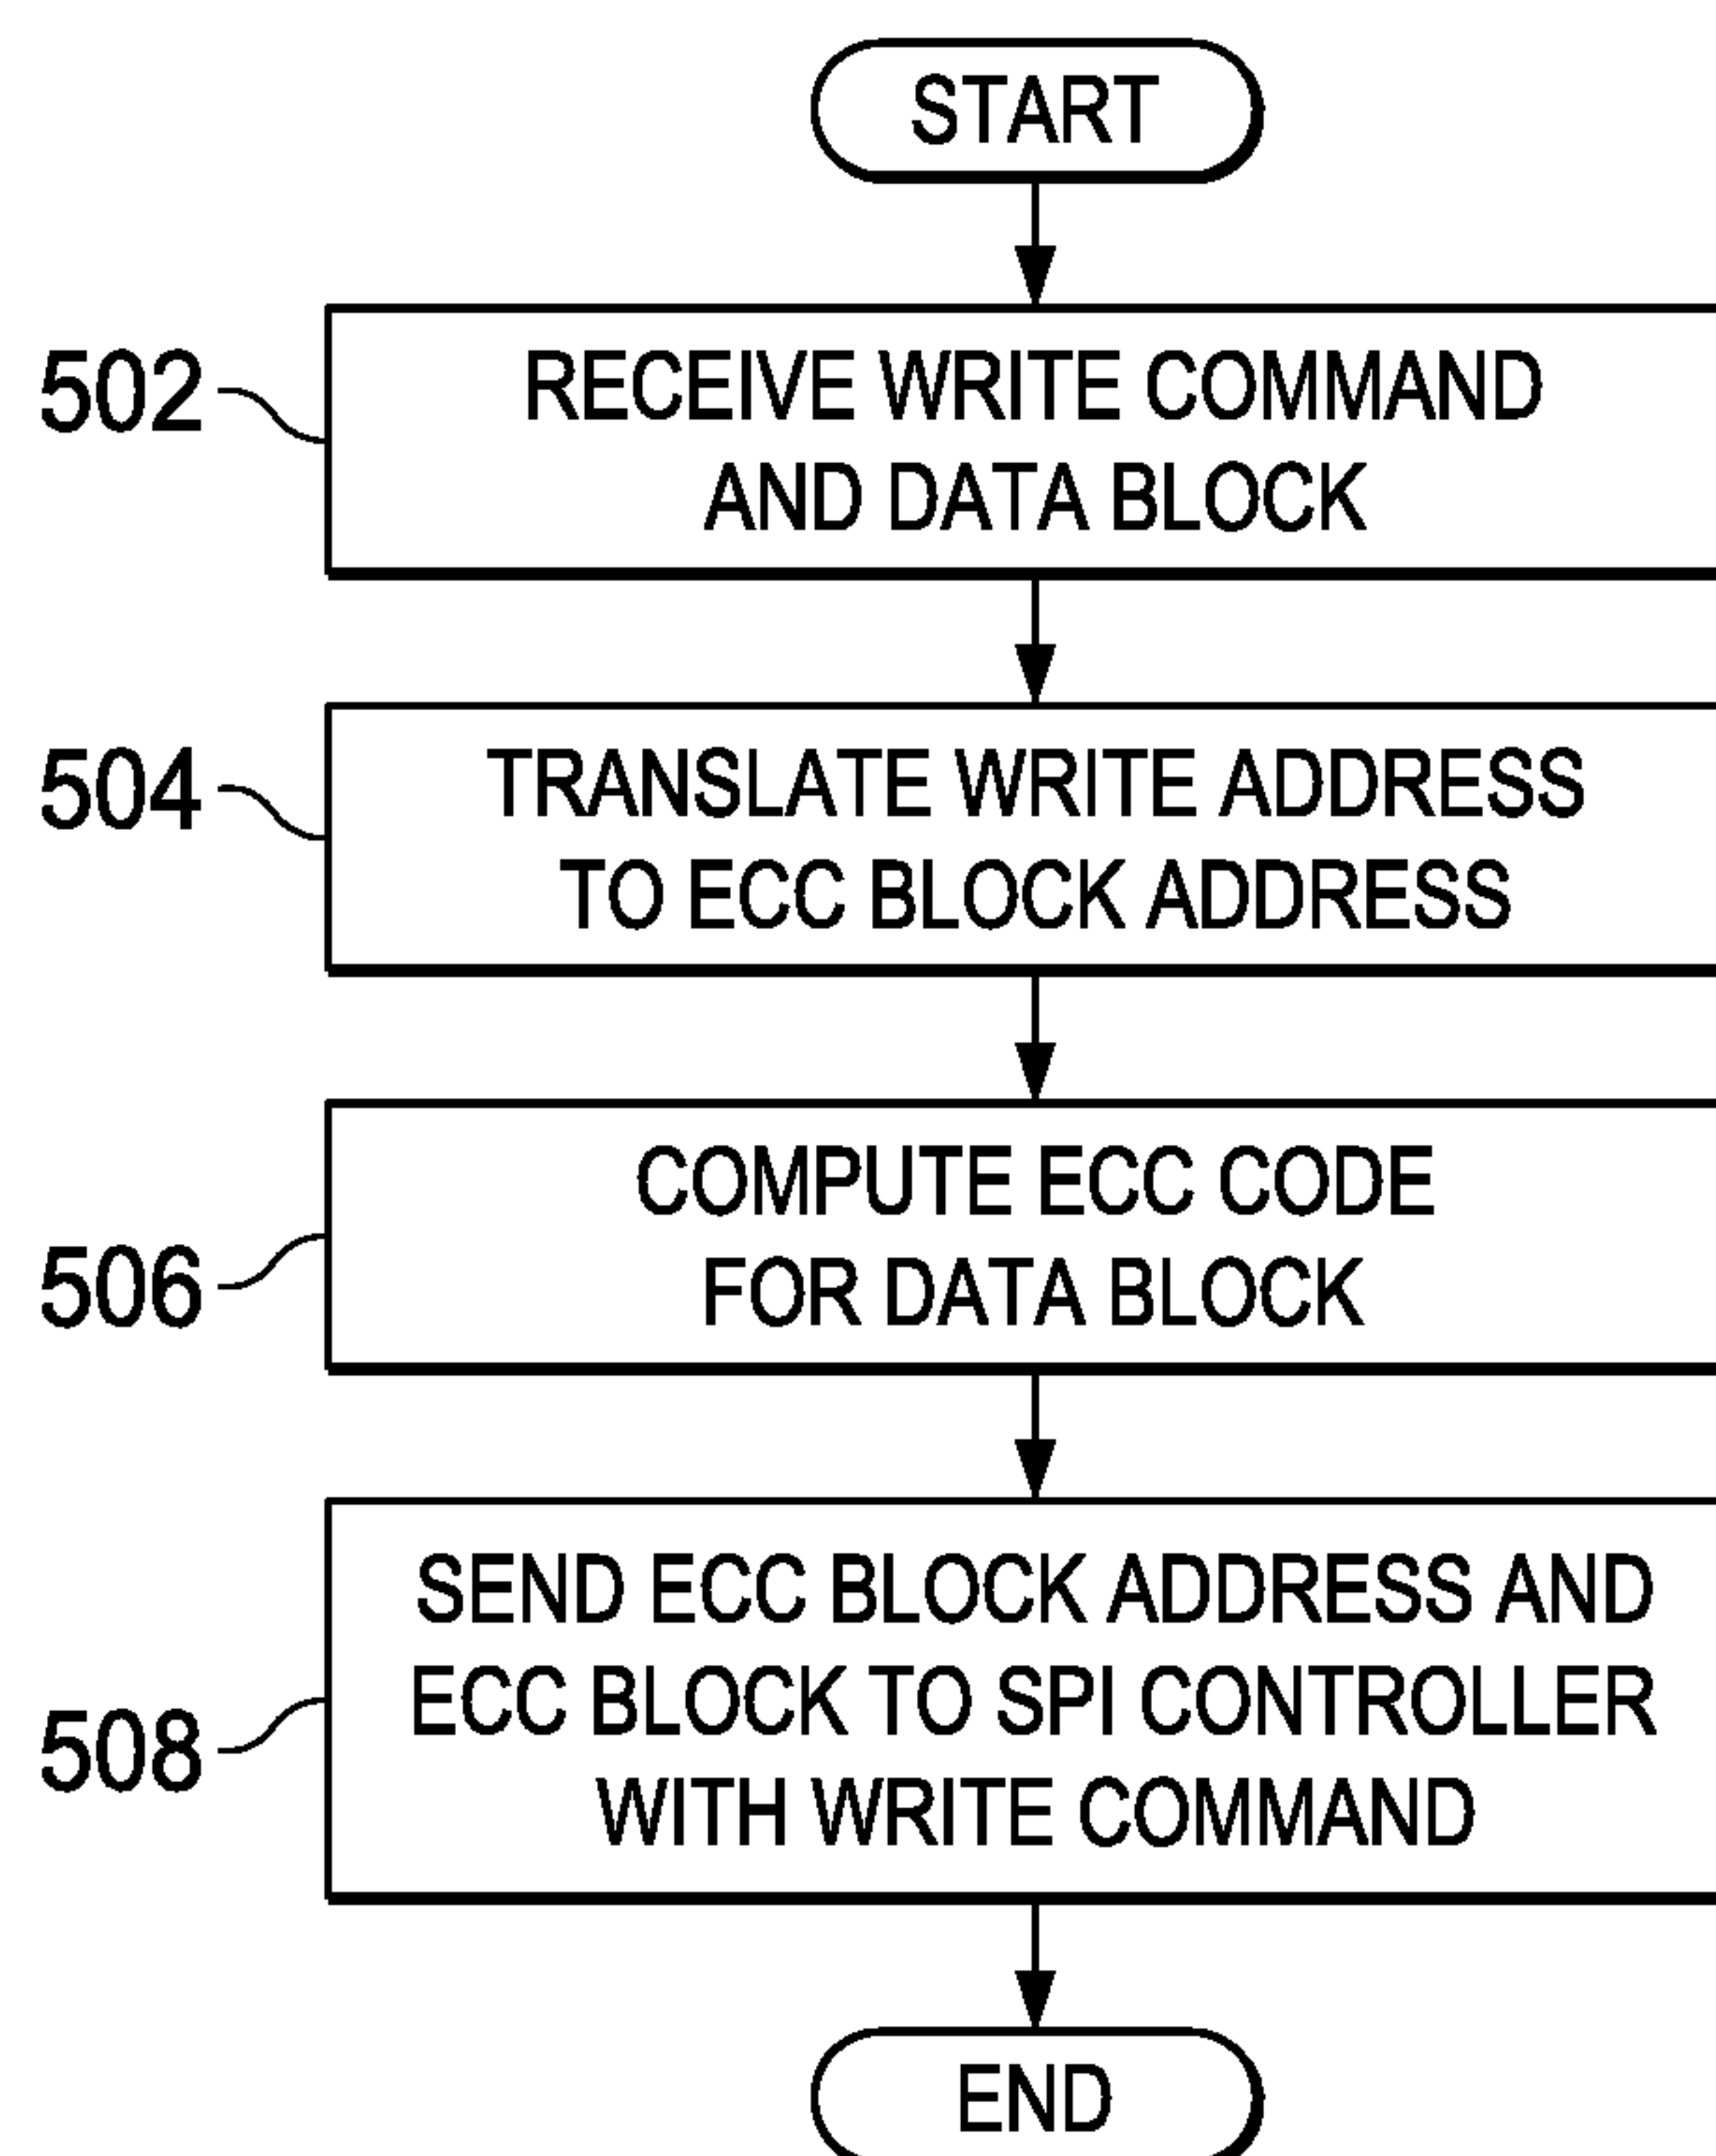 START
502
RECEIVE WRITE COMMAND
AND DATA BLOCK
504
TRANSLATE WRITE ADDRESS
TO ECC BLOCK ADDRESS
506
COMPUTE ECC CODE
FOR DATA BLOCK
508
SEND ECC BLOCK ADDRESS AND
ECC BLOCK TO SPI CONTROLLER
WITH WRITE COMMAND
END